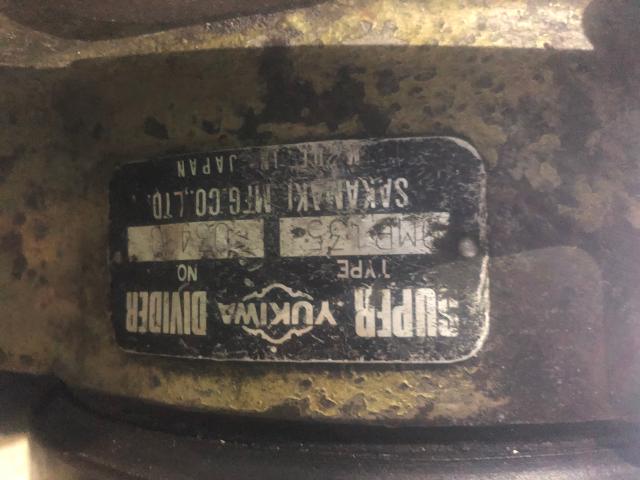 SUPER YUKIWA DIVIDER
TYPE NO
SAKAMAKI MFG.CO.,LTD.
MADE IN JAPAN